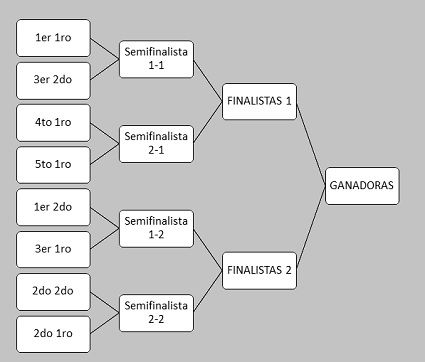 1er 1ro
3er 2do
4to 1ro
5to 1ro
1er 2do
3er 1ro
2do 2do
2do 1ro
Semifinalista
1-1
Semifinalista
2-1
Semifinalista
1-2
Semifinalista
2-2
FINALISTAS 1
FINALISTAS 2
GANADORAS